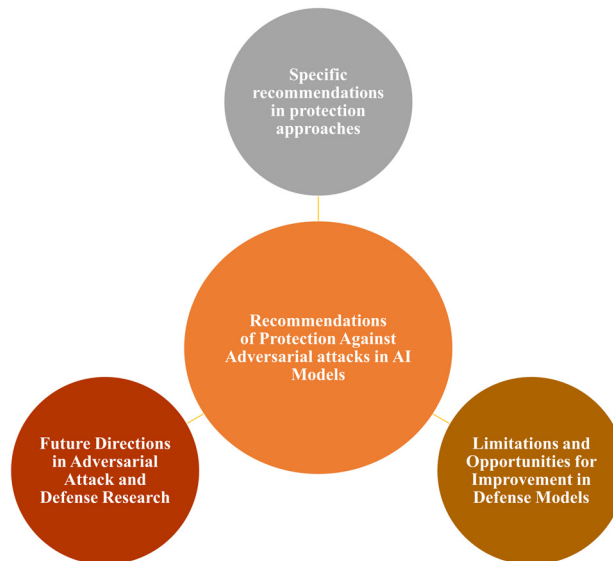 Specific
recommendations
in protection
approaches
Recommendations
of Protection Against
Adversarial attacks in AI
Models
Future Directions
in Adversarial
Attack and
Defense Research
Limitations and
Opportunities for
Improvement in
Defense Models